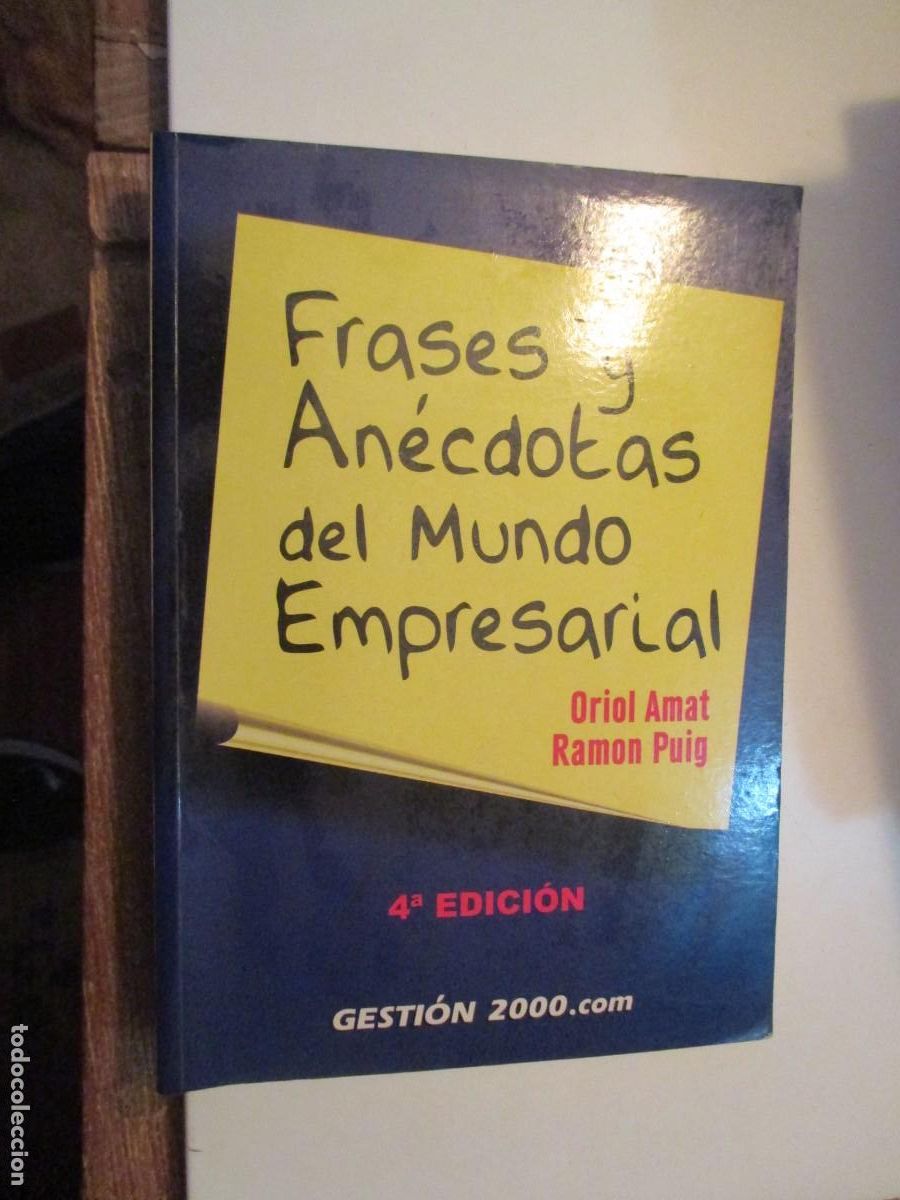 Frases y
Anécdotas
del Mundo
Empresarial
Oriol Amat
Ramon Puig
4ª EDICIÓN
GESTIÓN 2000.com
todocoleccion